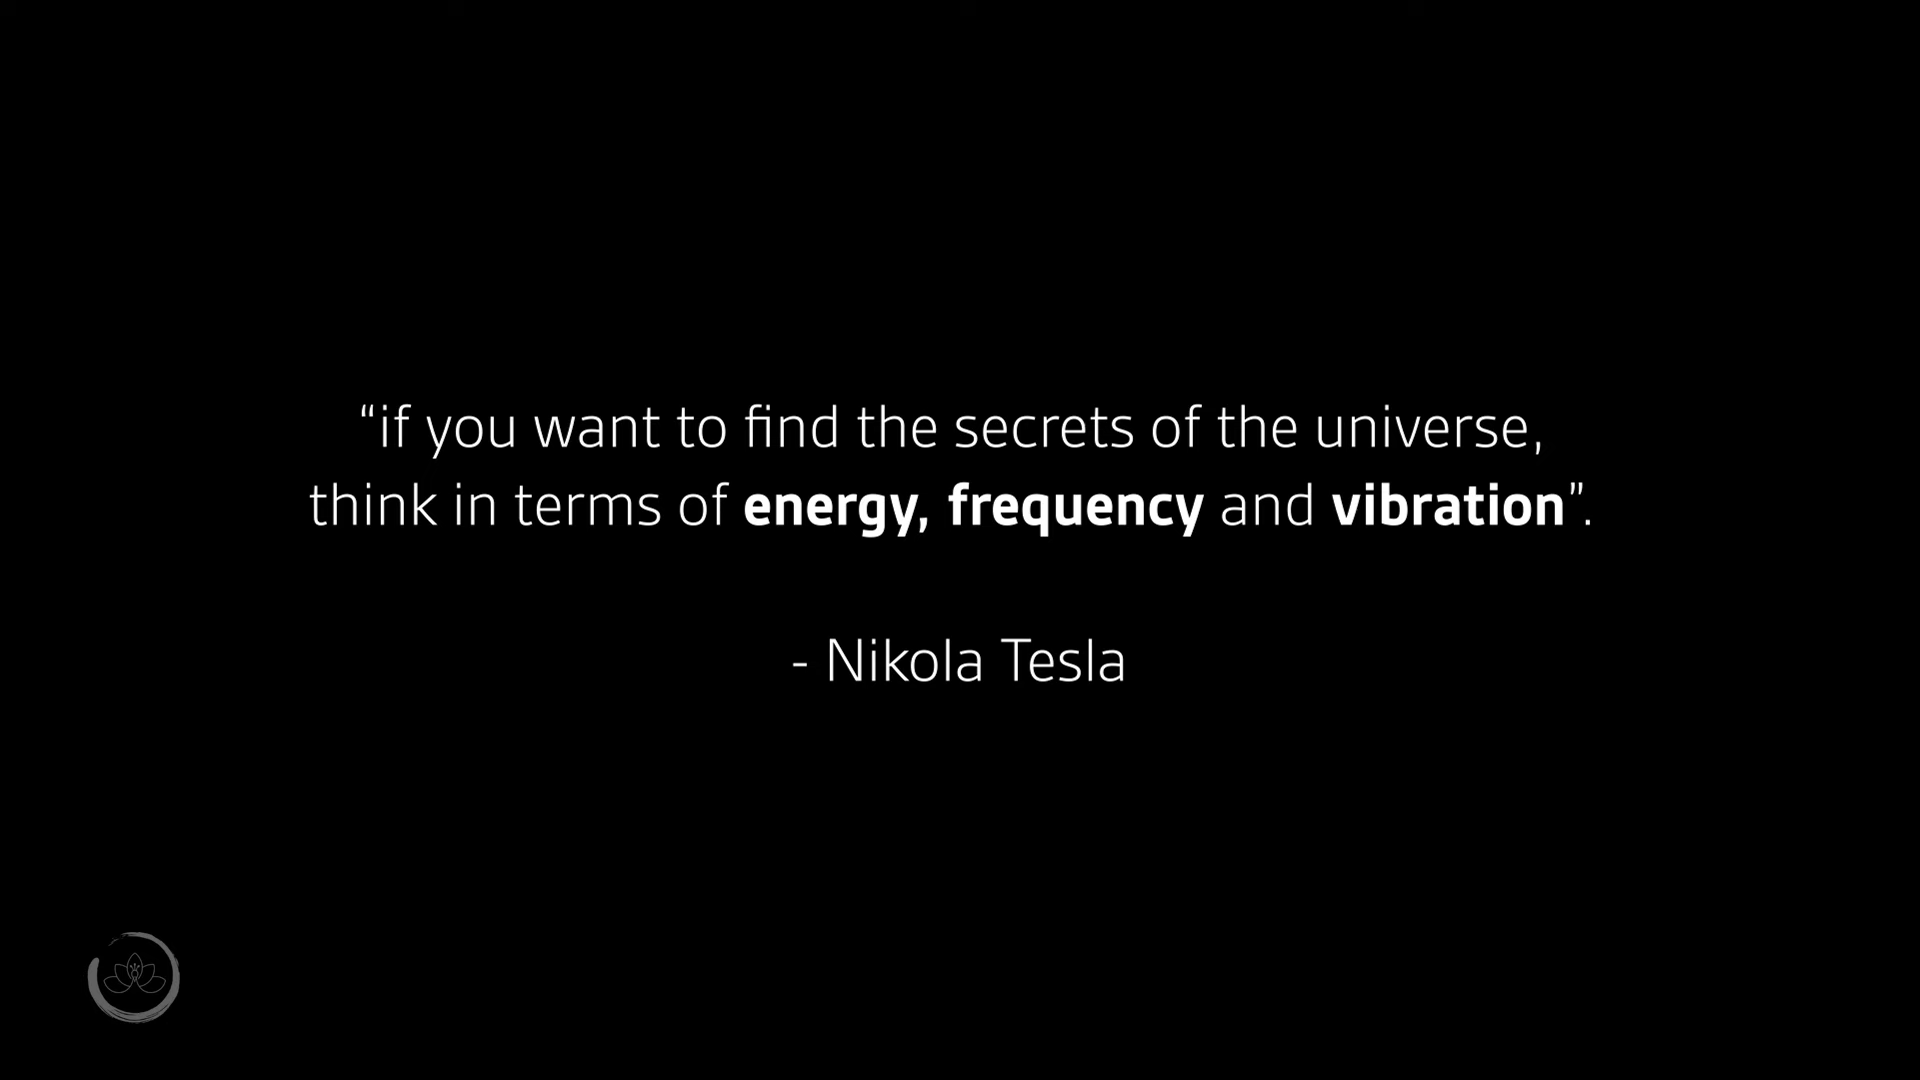 “if you want to find the secrets of the universe,
think in terms of energy, frequency and vibration”.
- Nikola Tesla